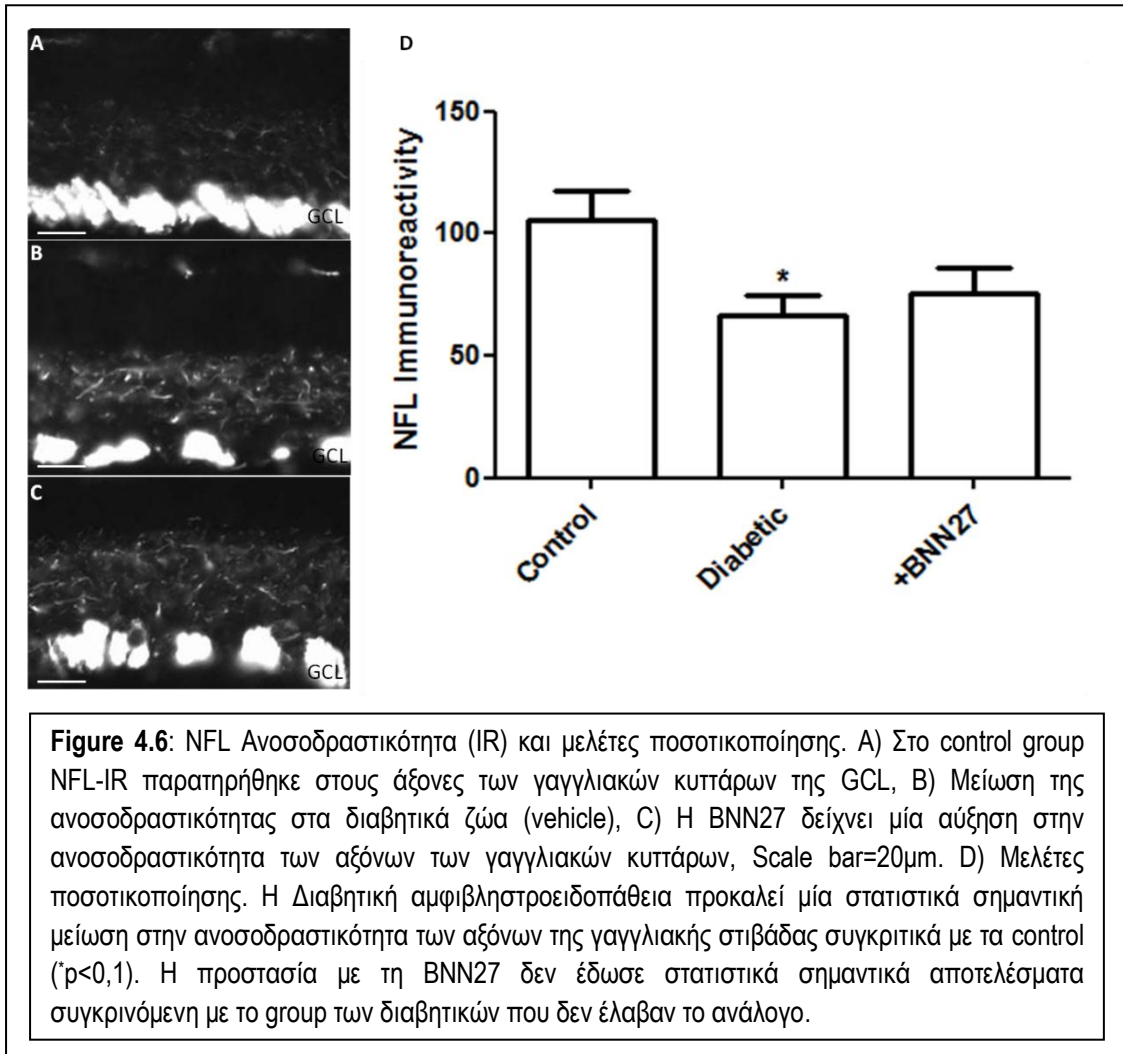 A
GCL
B
GCL
C
GCL
D
NFL Immunoreactivity
150
100
50
0
*
Control
Diabetic
+BNN27
Figure 4.6: NFL Ανοσοδραστικότητα (IR) και μελέτες ποσοτικοποίησης. A) Στο control group
NFL-IR παρατηρήθηκε στους άξονες των γαγγλιακών κυττάρων της GCL, B) Μείωση της
ανοσοδραστικότητας στα διαβητικά ζώα (vehicle), C) Η BNN27 δείχνει μία αύξηση στην
ανοσοδραστικότητα των αξόνων των γαγγλιακών κυττάρων, Scale bar=20μm. D) Μελέτες
ποσοτικοποίησης. Η Διαβητική αμφιβληστροειδοπάθεια προκαλεί μία στατιστικά σημαντική
μείωση στην ανοσοδραστικότητα των αξόνων της γαγγλιακής στιβάδας συγκριτικά με τα control
(*p<0,1). Η προστασία με τη BNN27 δεν έδωσε στατιστικά σημαντικά αποτελέσματα
συγκρινόμενη με το group των διαβητικών που δεν έλαβαν το ανάλογο.